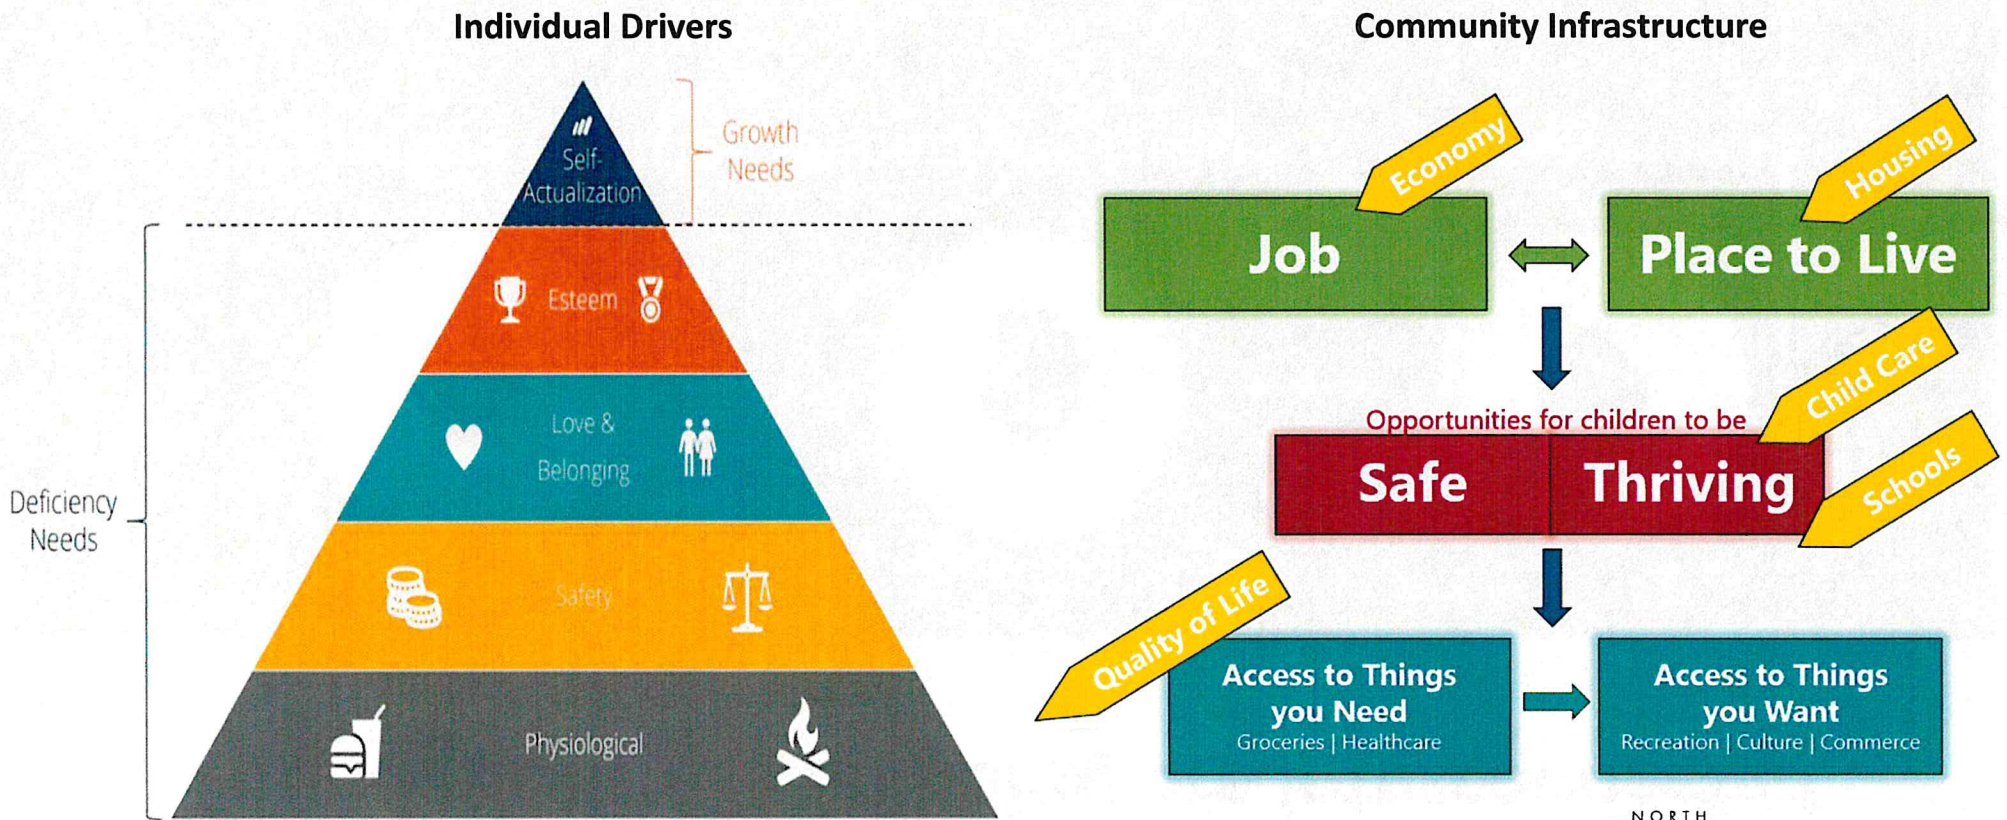 Individual Drivers
Growth
Needs
Self-
Actualization
Esteem
Love &
Belonging
Safety
Physiological
Deficiency
Needs
Community Infrastructure
Economy
Housing
Job
Place to Live
Child Care
Opportunities for children to be
Safe
Thriving
Schools
Quality of Life
Access to Things
you Need
Groceries | Healthcare
Access to Things
you Want
Recreation | Culture | Commerce
NORTH